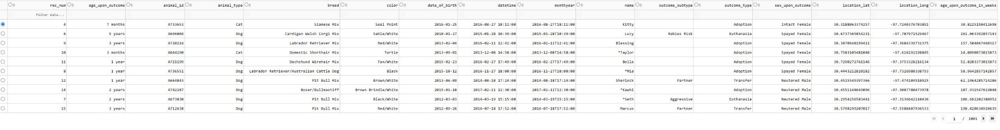 rec_num age_upon_outcome animal_id animal_type breed color date_of_birth datetime monthyear name outcome_subtype outcome_type sex_upon_outcome location_lat location_long age_upon_outcome_in_weeks
filter data...
4 7 months A733653 Cat Siamese Mix Seal Point 2016-01-25 2016-08-27 18:11:00 2016-08-27T18:11:00 Kitty Adoption Intact Female 30.3188063374257 -97.7240376703891 30.8225198412698
6 5 years A696004 Dog Cardigan Welsh Corgi Mix Sable/White 2010-01-27 2015-01-28 10:39:00 2015-01-28T10:39:00 Lucy Rabies Risk Euthanasia Spayed Female 30.6737365854231 -97.707971529467 261.063392857143
9 3 years A720214 Dog Labrador Retriever Mix Red/White 2013-02-04 2016-02-11 12:41:00 2016-02-11T12:41:00 Blessing Adoption Spayed Female 30.3870648199411 -97.3684339731375 157.504067460317
10 3 months A664290 Cat Domestic Shorthair Mix Tortie 2013-09-01 2013-12-08 14:58:00 2013-12-08T14:58:00 *Taylor Adoption Spayed Female 30.7583105481048 -97.618292198845 14.0890873015873
11 1 year A721199 Dog Dachshund Wirehair Mix Tan/White 2015-02-23 2016-02-27 17:49:00 2016-02-27T17:49:00 Belle Adoption Spayed Female 30.7290272761146 -97.3753328216134 52.8203373015873
8 1 year A736551 Dog Labrador Retriever/Australian Cattle Dog Black 2015-10-12 2016-11-27 18:00:00 2016-11-27T18:00:00 *Mia Adoption Spayed Female 30.4443212820182 -97.7326980338793 58.9642857142857
12 1 year A664843 Dog Pit Bull Mix Brown/White 2013-06-09 2014-08-18 17:24:00 2014-08-18T17:24:00 Sherlock Partner Transfer Neutered Male 30.4515549397366 -97.474104510925 62.2464285714286
14 2 years A742287 Dog Boxer/Bullmastiff Brown Brindle/White 2015-01-18 2017-02-11 12:30:00 2017-02-11T12:30:00 *Kawhi Adoption Neutered Male 30.4551148649096 -97.3087780473978 107.931547619048
7 2 years A673830 Dog Pit Bull Mix Black/White 2012-03-03 2014-03-19 15:15:00 2014-03-19T15:15:00 *Seth Aggressive Euthanasia Neutered Male 30.2954256583441 -97.3136642110436 106.662202380952
15 3 years A712638 Dog Pit Bull Mix Red/White 2012-09-26 2016-07-18 17:52:00 2016-07-18T17:52:00 Marcus Partner Transfer Neutered Male 30.5798299207017 -97.5588487936533 198.820634920635
1 / 1001